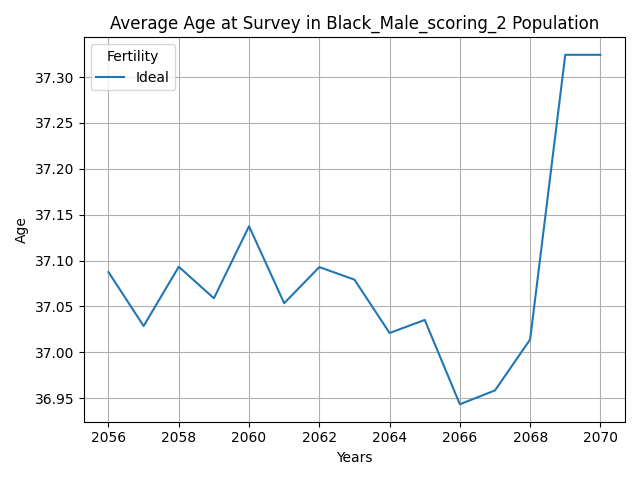 Average Age at Survey in Black_Male_scoring_2 Population
Fertility
Ideal
37.30
37.25
37.20
37.15
37.10
37.05
37.00
36.95
Age
2056 2058 2060 2062 2064 2066 2068 2070
Years